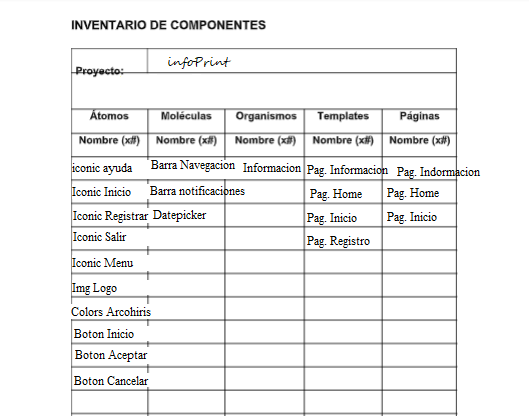 INVENTARIO DE COMPONENTES
Proyecto: infoPrint
Átomos Moléculas Organismos Templates Páginas
Nombre (x#) Nombre (x#) Nombre (x#) Nombre (x#) Nombre (x#)
iconic ayuda Barra Navegacion Informacion Pag. Informacion Pag. Indormacion
Iconic Inicio Barra notificaciones Pag. Home Pag. Home
Iconic Registrar Datepicker Pag. Inicio Pag. Inicio
Iconic Salir Pag. Registro
Iconic Menu
Img Logo
Colors Arcohiris
Boton Inicio
Boton Aceptar
Boton Cancelar